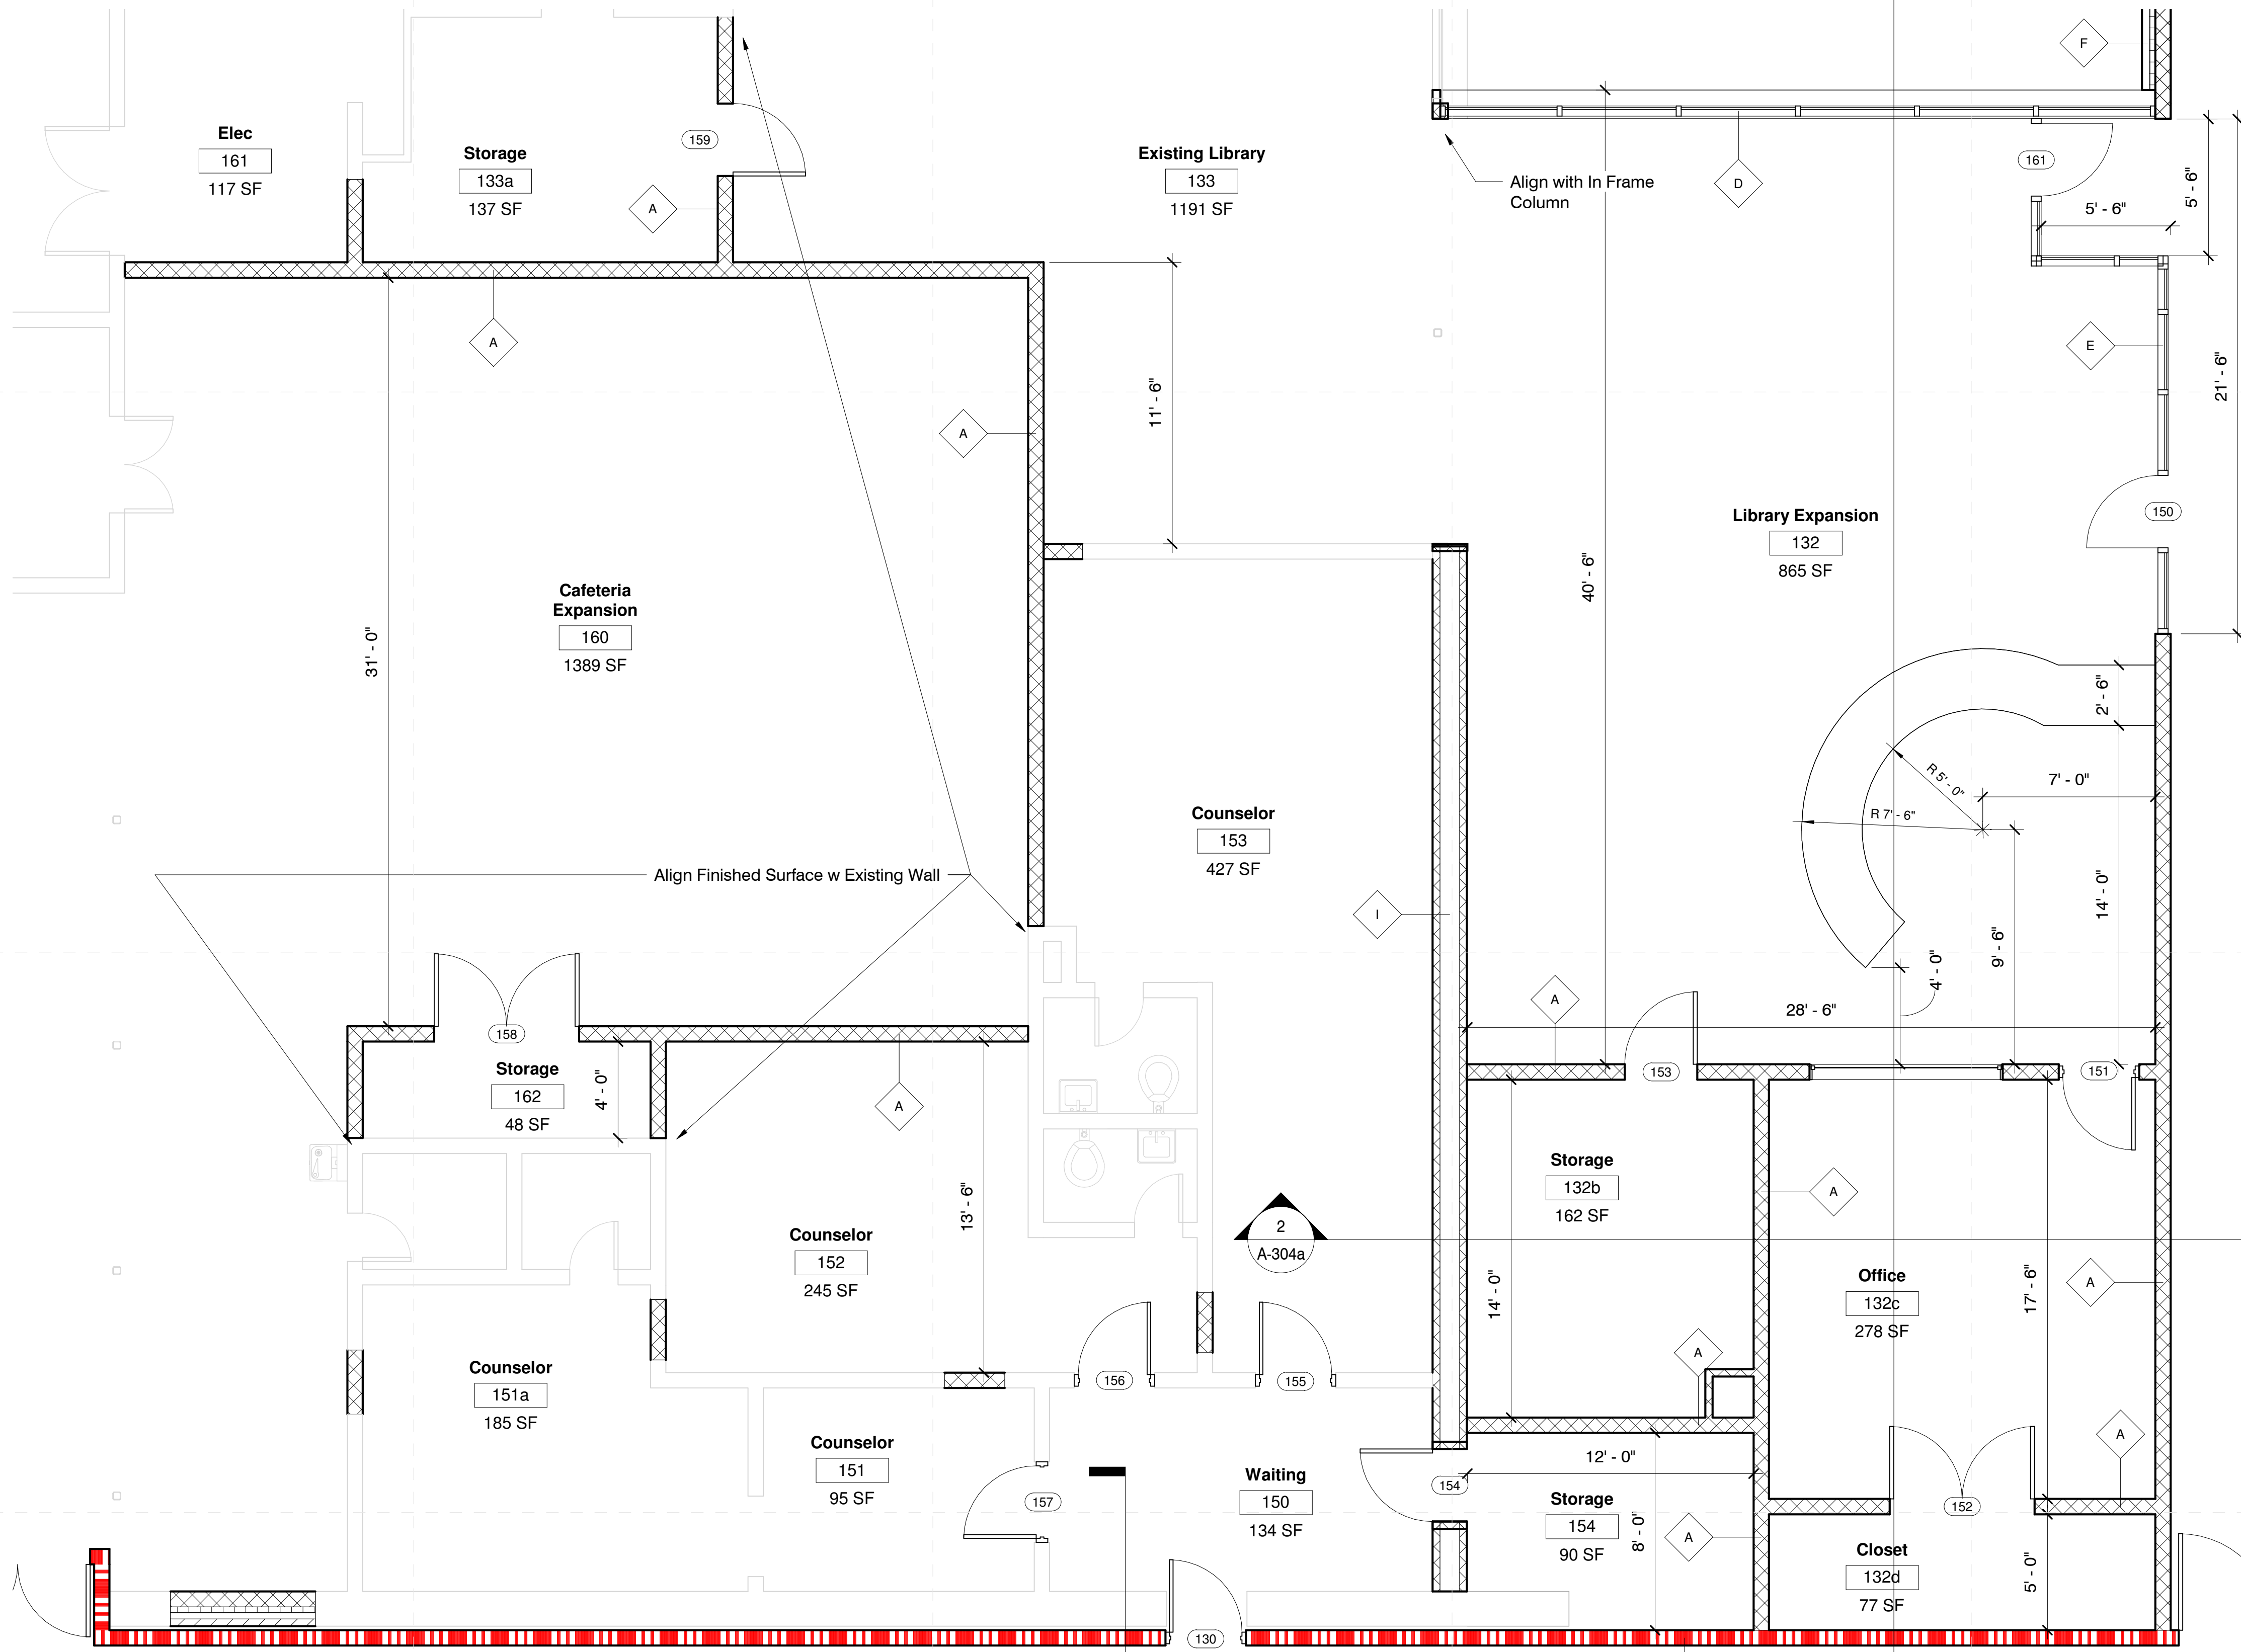 F
Elec
161
117 SF
Storage
133a
137 SF
159
A
Existing Library
133
1191 SF
Align with In Frame
Column
D
161
5' - 6"
5' - 6"
A
A
11' - 6"
E
21' - 6"
150
Library Expansion
132
865 SF
40' - 6"
Cafeteria
Expansion
160
1389 SF
31' - 0"
2' - 6"
R 5' - 0"
7' - 0"
R 7' - 6"
Counselor
153
427 SF
Align Finished Surface w Existing Wall
I
14' - 0"
9' - 6"
4' - 0"
A
28' - 6"
158
Storage
162
48 SF
4' - 0"
A
153
151
Storage
132b
162 SF
A
13' - 6"
Counselor
152
245 SF
2
A-304a
14' - 0"
Office
132c
278 SF
17' - 6"
A
A
Counselor
151a
185 SF
156
155
A
Counselor
151
95 SF
157
Waiting
150
134 SF
154
12' - 0"
Storage
154
90 SF
8' - 0"
A
152
Closet
132d
77 SF
5' - 0"
130